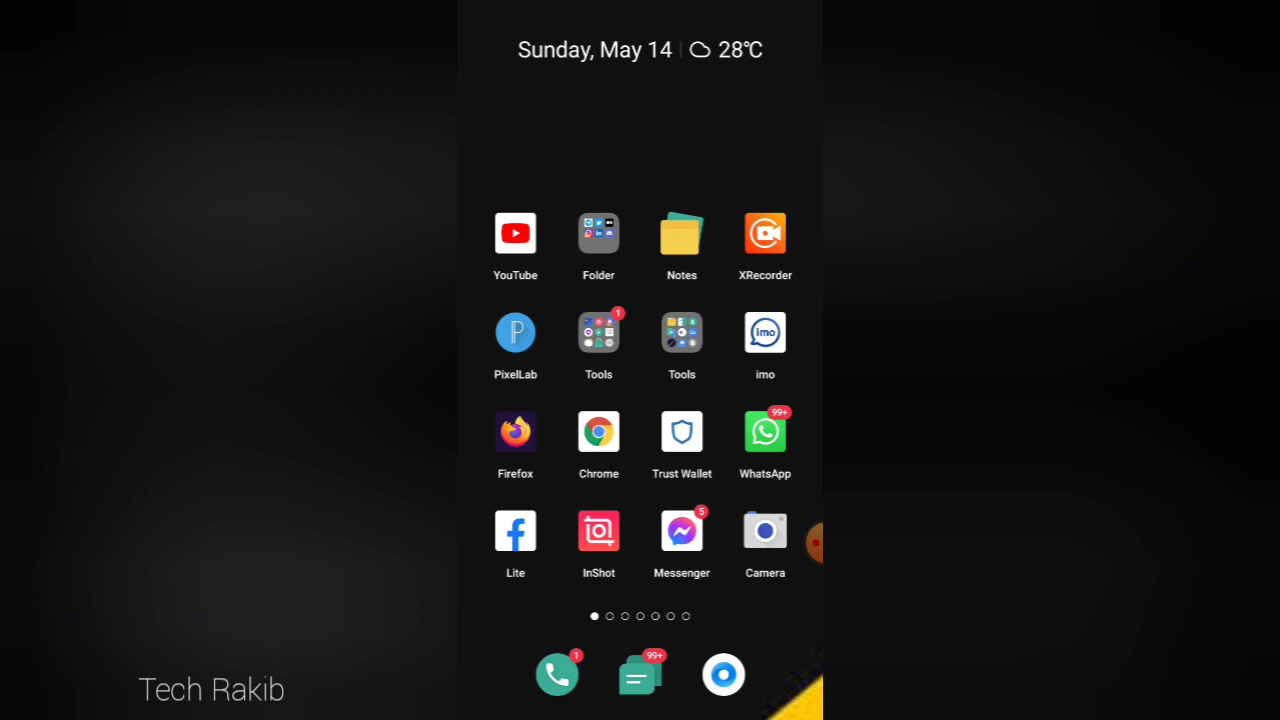 Sunday, May 14 | 28°C
YouTube Folder Notes XRecorder
1
PixelLab Tools Tools imo
imo
99+
Firefox Chrome Trust Wallet WhatsApp
5
Lite InShot Messenger Camera
1 99+
Tech Rakib